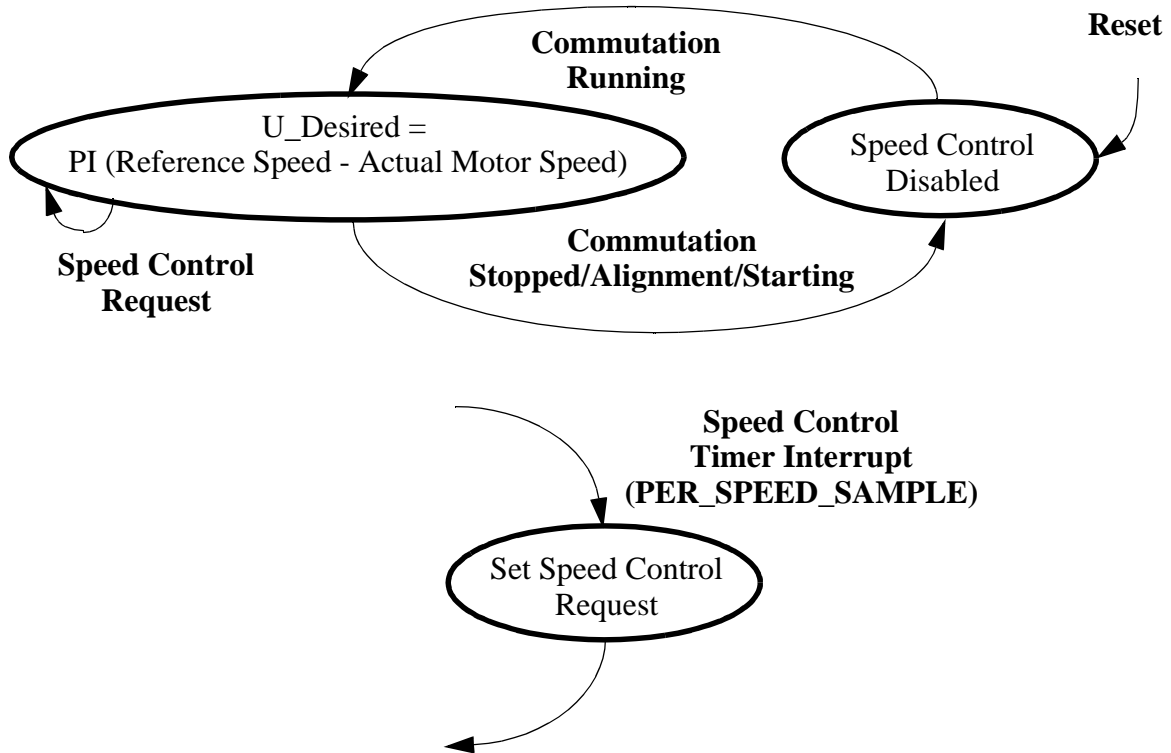 Reset
Commutation
Running
U_Desired =
PI (Reference Speed - Actual Motor Speed)
Speed Control
Disabled
Speed Control
Request
Commutation
Stopped/Alignment/Starting
Speed Control
Timer Interrupt
(PER_SPEED_SAMPLE)
Set Speed Control
Request